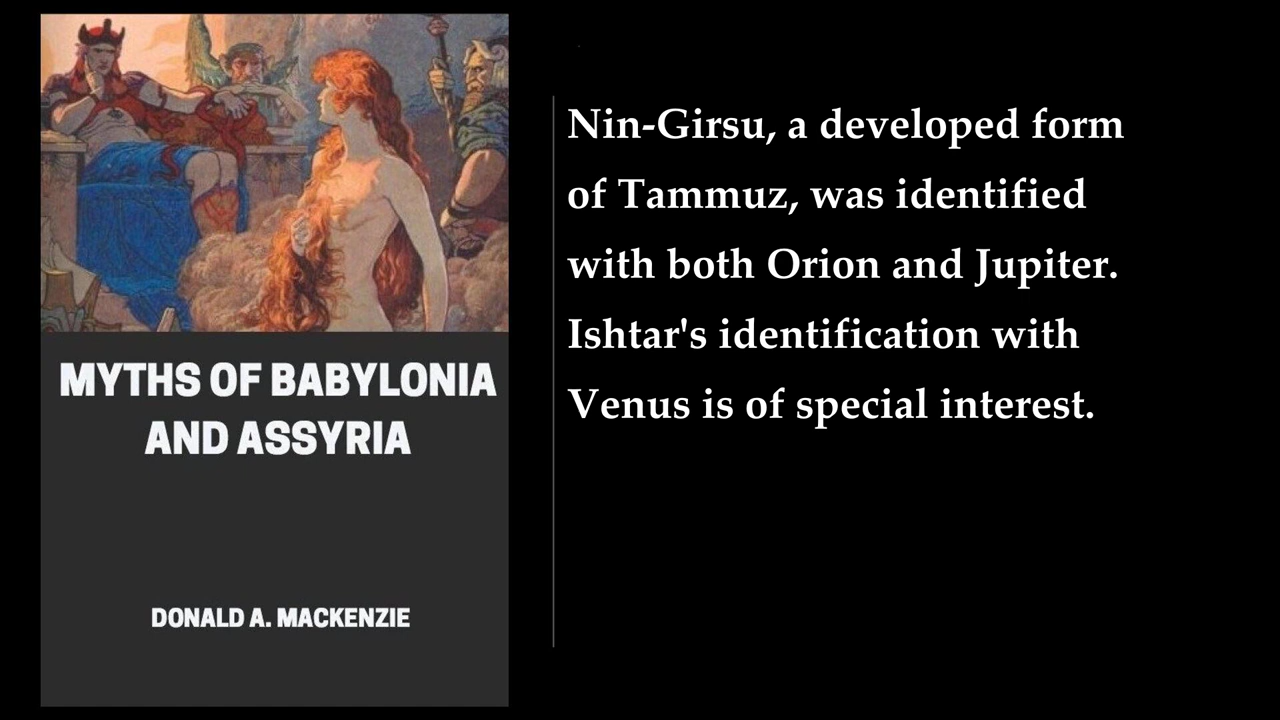 MYTHS OF BABYLONIA
AND ASSYRIA
DONALD A. MACKENZIE
Nin-Girsu, a developed form
of Tammuz, was identified
with both Orion and Jupiter.
Ishtar's identification with
Venus is of special interest.